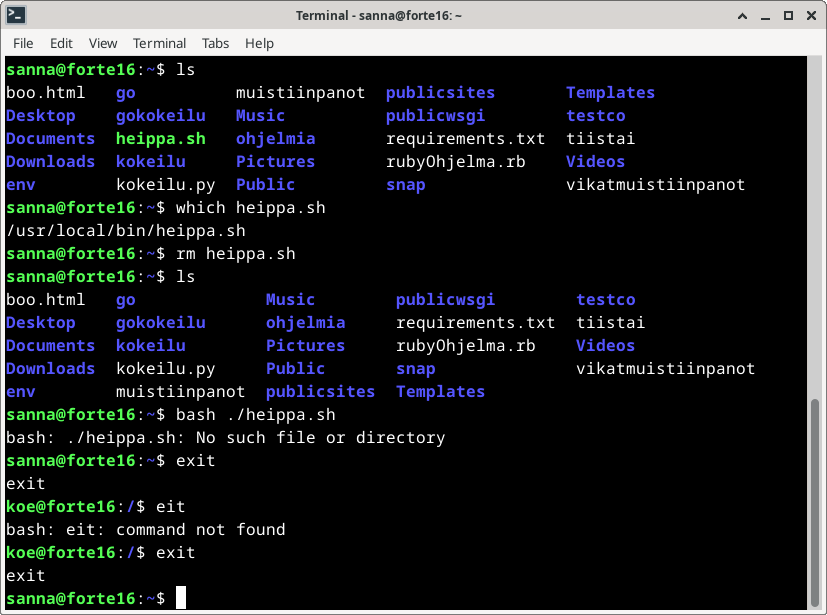 Terminal - sanna@forte16: ~
File Edit View Terminal Tabs Help
sanna@forte16:~$ ls
boo.html go muistiinpanot publicsites Templates
Desktop gokokeilu Music publicwsgi testco
Documents heippa.sh ohjelmia requirements.txt tiistai
Downloads kokeilu Pictures rubyOhjelma.rb Videos
env kokeilu.py Public snap vikatmuistiinpanot
sanna@forte16:~$ which heippa.sh
/usr/local/bin/heippa.sh
sanna@forte16:~$ rm heippa.sh
sanna@forte16:~$ ls
boo.html go Music publicwsgi testco
Desktop gokokeilu ohjelmia requirements.txt tiistai
Documents kokeilu Pictures rubyOhjelma.rb Videos
Downloads kokeilu.py Public snap vikatmuistiinpanot
env muistiinpanot publicsites Templates
sanna@forte16:~$ bash ./heippa.sh
bash: ./heippa.sh: No such file or directory
sanna@forte16:~$ exit
exit
koe@forte16:/$ eit
bash: eit: command not found
koe@forte16:/$ exit
exit
sanna@forte16:~$